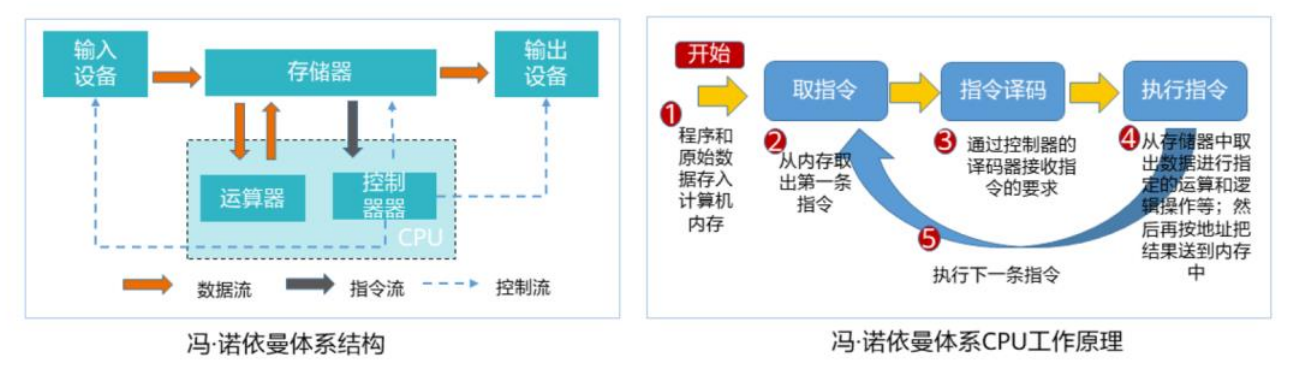 输入
设备
存储器
输出
设备
运算器
控制
器器
CPU
数据流
指令流
控制流
冯·诺依曼体系结构
开始
取指令
指令译码
执行指令
1
程序和
原始数
据存入
计算机
内存
2
从内存取
出第一条
指令
3
通过控制器的
译码器接收指
令的要求
4
从存储器中取
出数据进行指
定的运算和逻
辑操作等；然
后再按地址把
结果送到内存
中
5
执行下一条指令
冯·诺依曼体系CPU工作原理